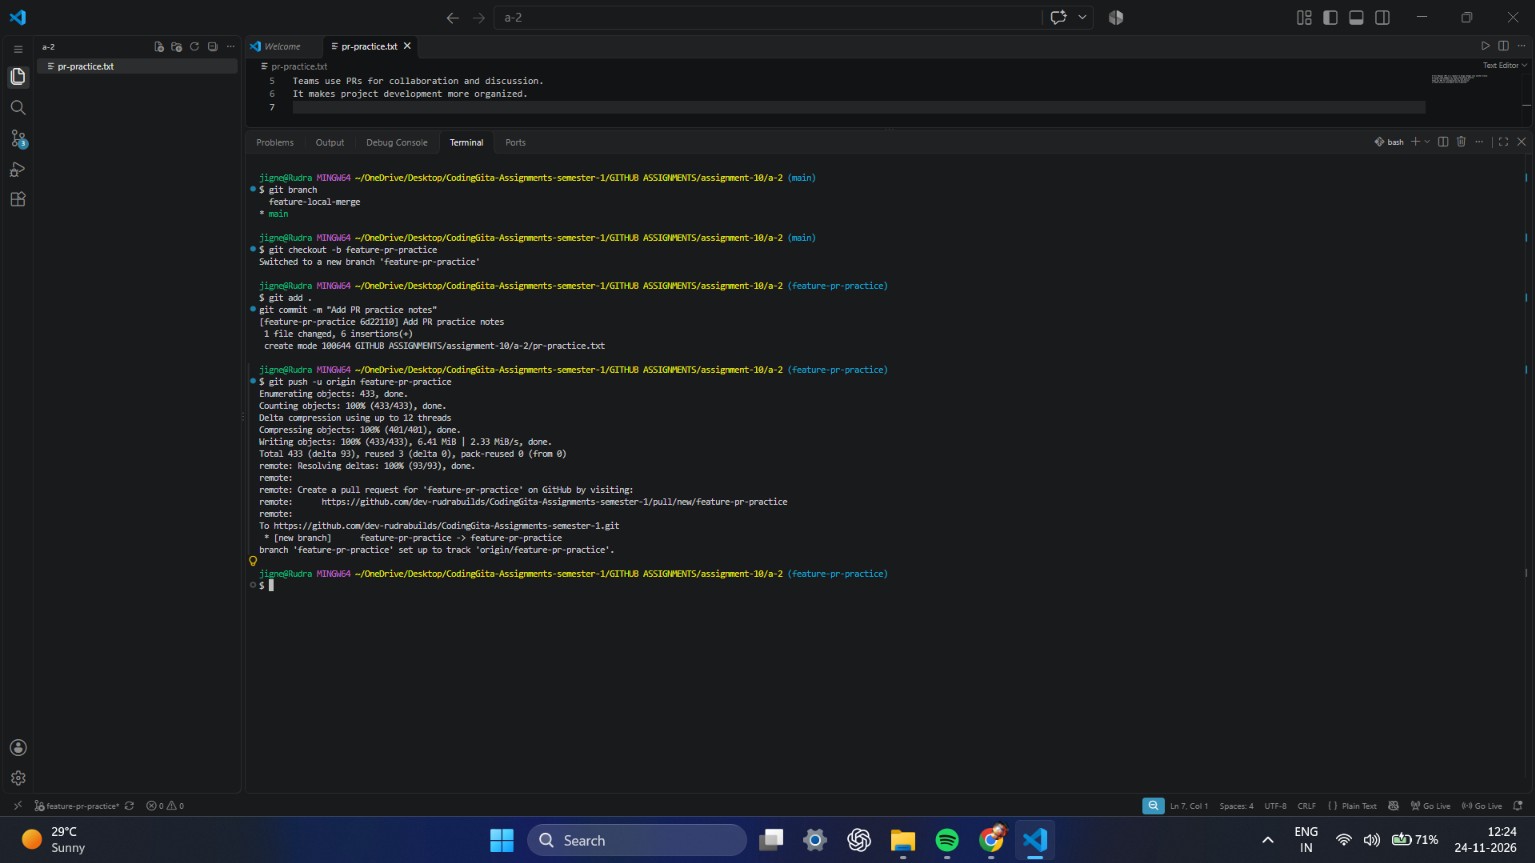 a-2
a-2
Welcome
pr-practice.txt
pr-practice.txt
pr-practice.txt
Text Editor
5 Teams use PRs for collaboration and discussion.
6 It makes project development more organized.
7
Problems Output Debug Console Terminal Ports
bash
jigne@Rudra MINGW64 ~/OneDrive/Desktop/CodingGita-Assignments-semester-1/GITHUB ASSIGNMENTS/assignment-10/a-2 (main)
$ git branch
feature-local-merge
* main
jigne@Rudra MINGW64 ~/OneDrive/Desktop/CodingGita-Assignments-semester-1/GITHUB ASSIGNMENTS/assignment-10/a-2 (main)
$ git checkout -b feature-pr-practice
Switched to a new branch 'feature-pr-practice'
jigne@Rudra MINGW64 ~/OneDrive/Desktop/CodingGita-Assignments-semester-1/GITHUB ASSIGNMENTS/assignment-10/a-2 (feature-pr-practice)
$ git add .
git commit -m "Add PR practice notes"
[feature-pr-practice 6d22110] Add PR practice notes
1 file changed, 6 insertions(+)
create mode 100644 GITHUB ASSIGNMENTS/assignment-10/a-2/pr-practice.txt
jigne@Rudra MINGW64 ~/OneDrive/Desktop/CodingGita-Assignments-semester-1/GITHUB ASSIGNMENTS/assignment-10/a-2 (feature-pr-practice)
$ git push -u origin feature-pr-practice
Enumerating objects: 433, done.
Counting objects: 100% (433/433), done.
Delta compression using up to 12 threads
Compressing objects: 100% (401/401), done.
Writing objects: 100% (433/433), 6.41 MiB | 2.33 MiB/s, done.
Total 433 (delta 93), reused 3 (delta 0), pack-reused 0 (from 0)
remote: Resolving deltas: 100% (93/93), done.
remote:
remote: Create a pull request for 'feature-pr-practice' on GitHub by visiting:
remote: https://github.com/dev-rudrabuilds/CodingGita-Assignments-semester-1/pull/new/feature-pr-practice
remote:
To https://github.com/dev-rudrabuilds/CodingGita-Assignments-semester-1.git
* [new branch] feature-pr-practice -> feature-pr-practice
branch 'feature-pr-practice' set up to track 'origin/feature-pr-practice'.
jigne@Rudra MINGW64 ~/OneDrive/Desktop/CodingGita-Assignments-semester-1/GITHUB ASSIGNMENTS/assignment-10/a-2 (feature-pr-practice)
$
feature-pr-practice* 0 0 Ln 7, Col 1 Spaces: 4 UTF-8 CRLF {} Plain Text Go Live Go Live
29°C
Sunny
Search
ENG
IN
71%
12:24
24-11-2026